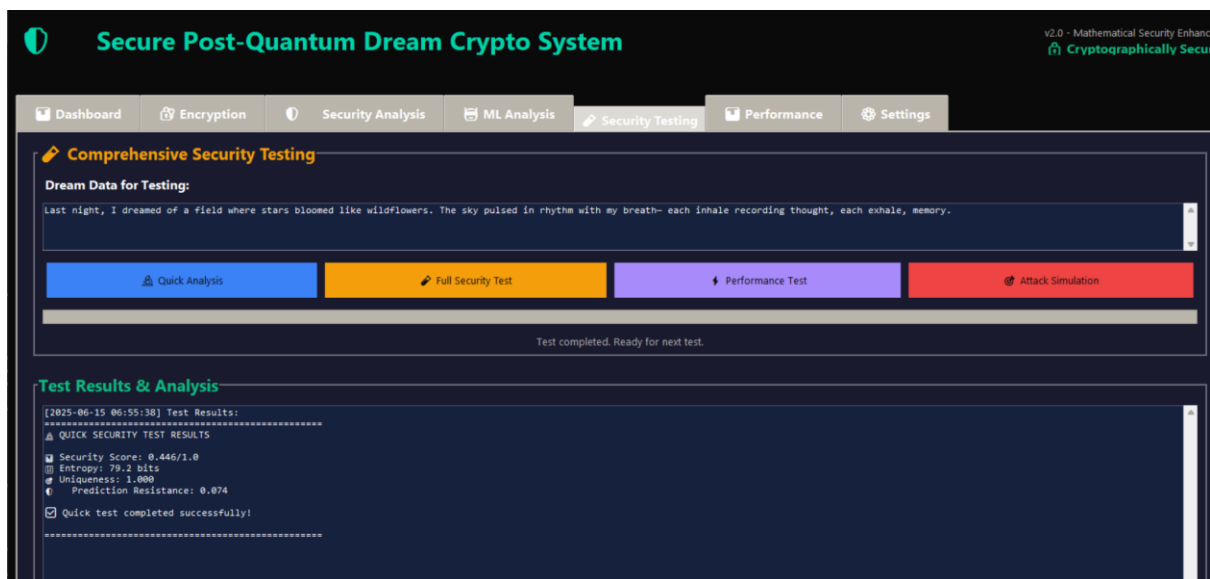 Secure Post-Quantum Dream Crypto System
v2.0 - Mathematical Security Enhanc
Cryptographically Secur
Dashboard
Encryption
Security Analysis
ML Analysis
Security Testing
Performance
Settings
Comprehensive Security Testing
Dream Data for Testing:
Last night, I dreamed of a field where stars bloomed like wildflowers. The sky pulsed in rhythm with my breath— each inhale recording thought, each exhale, memory.
Quick Analysis
Full Security Test
Performance Test
Attack Simulation
Test completed. Ready for next test.
Test Results & Analysis
[2025-06-15 06:55:38] Test Results:
==================================================
QUICK SECURITY TEST RESULTS
Security Score: 0.446/1.0
Entropy: 79.2 bits
Uniqueness: 1.000
Prediction Resistance: 0.074
Quick test completed successfully!
==================================================